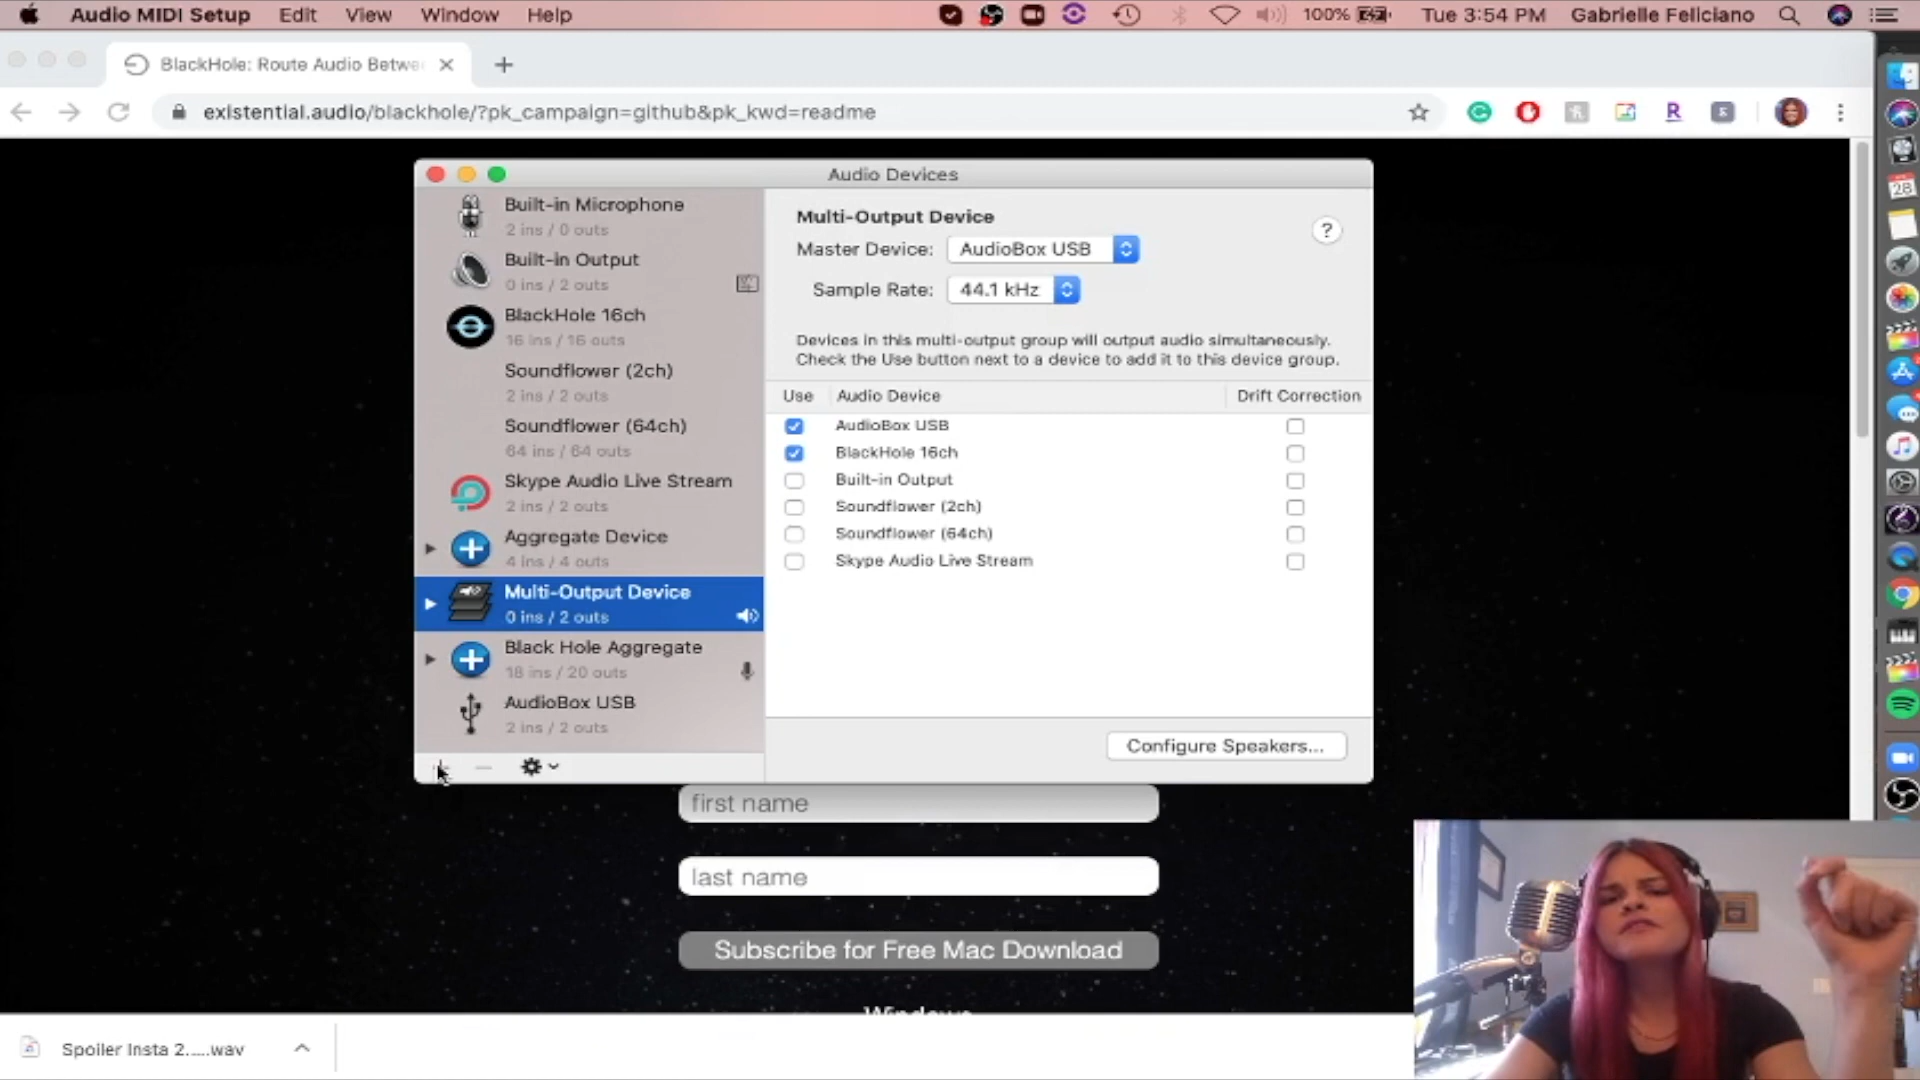 Audio MIDI Setup Edit View Window Help 100% Tue 3:54 PM Gabrielle Feliciano
BlackHole: Route Audio Betwe
existential.audio/blackhole/?pk_campaign=github&pk_kwd=readme
Audio Devices
Built-in Microphone
2 ins / 0 outs
Built-in Output
0 ins / 2 outs
BlackHole 16ch
16 ins / 16 outs
Soundflower (2ch)
2 ins / 2 outs
Soundflower (64ch)
64 ins / 64 outs
Skype Audio Live Stream
2 ins / 2 outs
Aggregate Device
4 ins / 4 outs
Multi-Output Device
0 ins / 2 outs
Black Hole Aggregate
18 ins / 20 outs
AudioBox USB
2 ins / 2 outs
Multi-Output Device
?
Master Device: AudioBox USB
Sample Rate: 44.1 kHz
Devices in this multi-output group will output audio simultaneously.
Check the Use button next to a device to add it to this device group.
Use Audio Device Drift Correction
AudioBox USB
BlackHole 16ch
Built-in Output
Soundflower (2ch)
Soundflower (64ch)
Skype Audio Live Stream
Configure Speakers...
first name
last name
Subscribe for Free Mac Download
Windows
Spoiler Insta 2.....wav
28